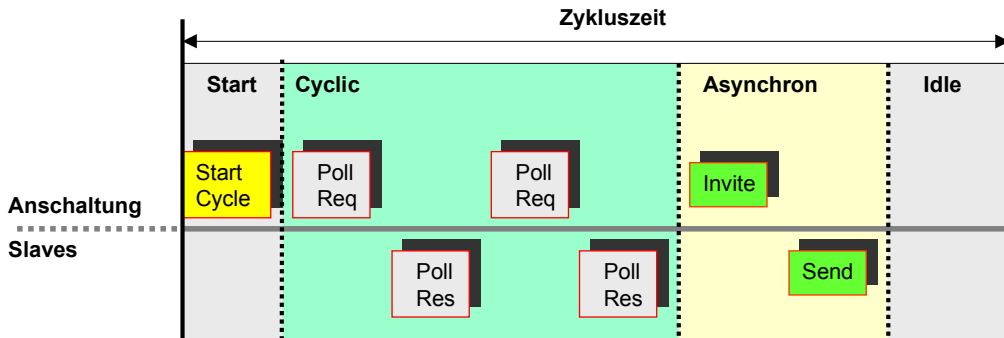 Zykluszeit
Start
Cyclic
Asynchron
Idle
Start
Cycle
Poll
Req
Poll
Req
Invite
Anschaltung
Slaves
Poll
Res
Poll
Res
Send